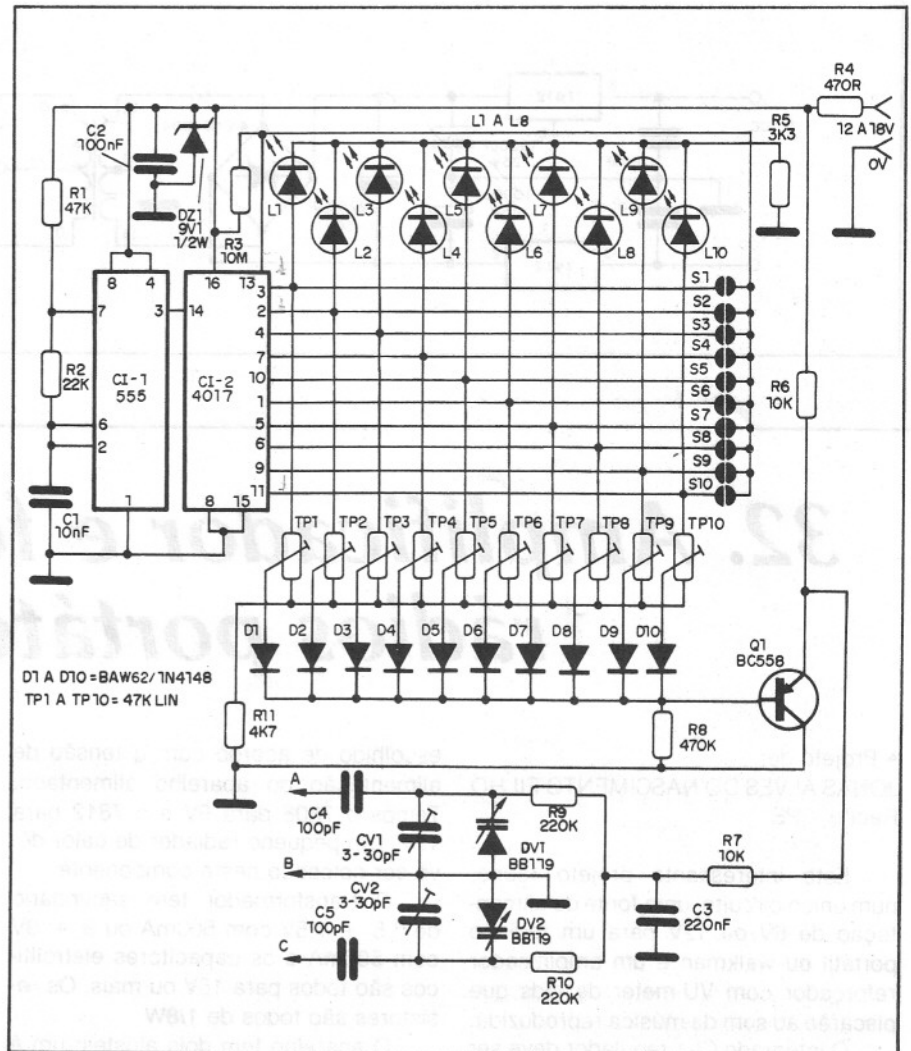 R4
470R
12 A 18V
0V
R5
3K3
L1 A L8
C2
100nF
R1
47K
DZ1
9V1
1/2W
R3
10M
L1
L3
L5
L7
L9
L2
L4
L6
L8
L10
8 4
16 13
7
3
14
3
2
4
7
10
1
5
6
9
11
R2
22K
CI-1
555
CI-2
4017
6
2
1
8 15
S1
S2
S3
S4
S5
S6
S7
S8
S9
S10
R6
10K
C1
10nF
TP1 TP2 TP3 TP4 TP5 TP6 TP7 TP8 TP9 TP10
D1 D2 D3 D4 D5 D6 D7 D8 D9 D10
D1 A D10 = BAW62/1N4148
TP1 A TP10 = 47K LIN
Q1
BC558
R11
4K7
R8
470K
A
C4
100pF
CV1
3-30pF
R9
220K
DV1
BB119
R7
10K
B
CV2
3-30pF
C5
100pF
C
DV2
BB119
C3
220nF
R10
220K